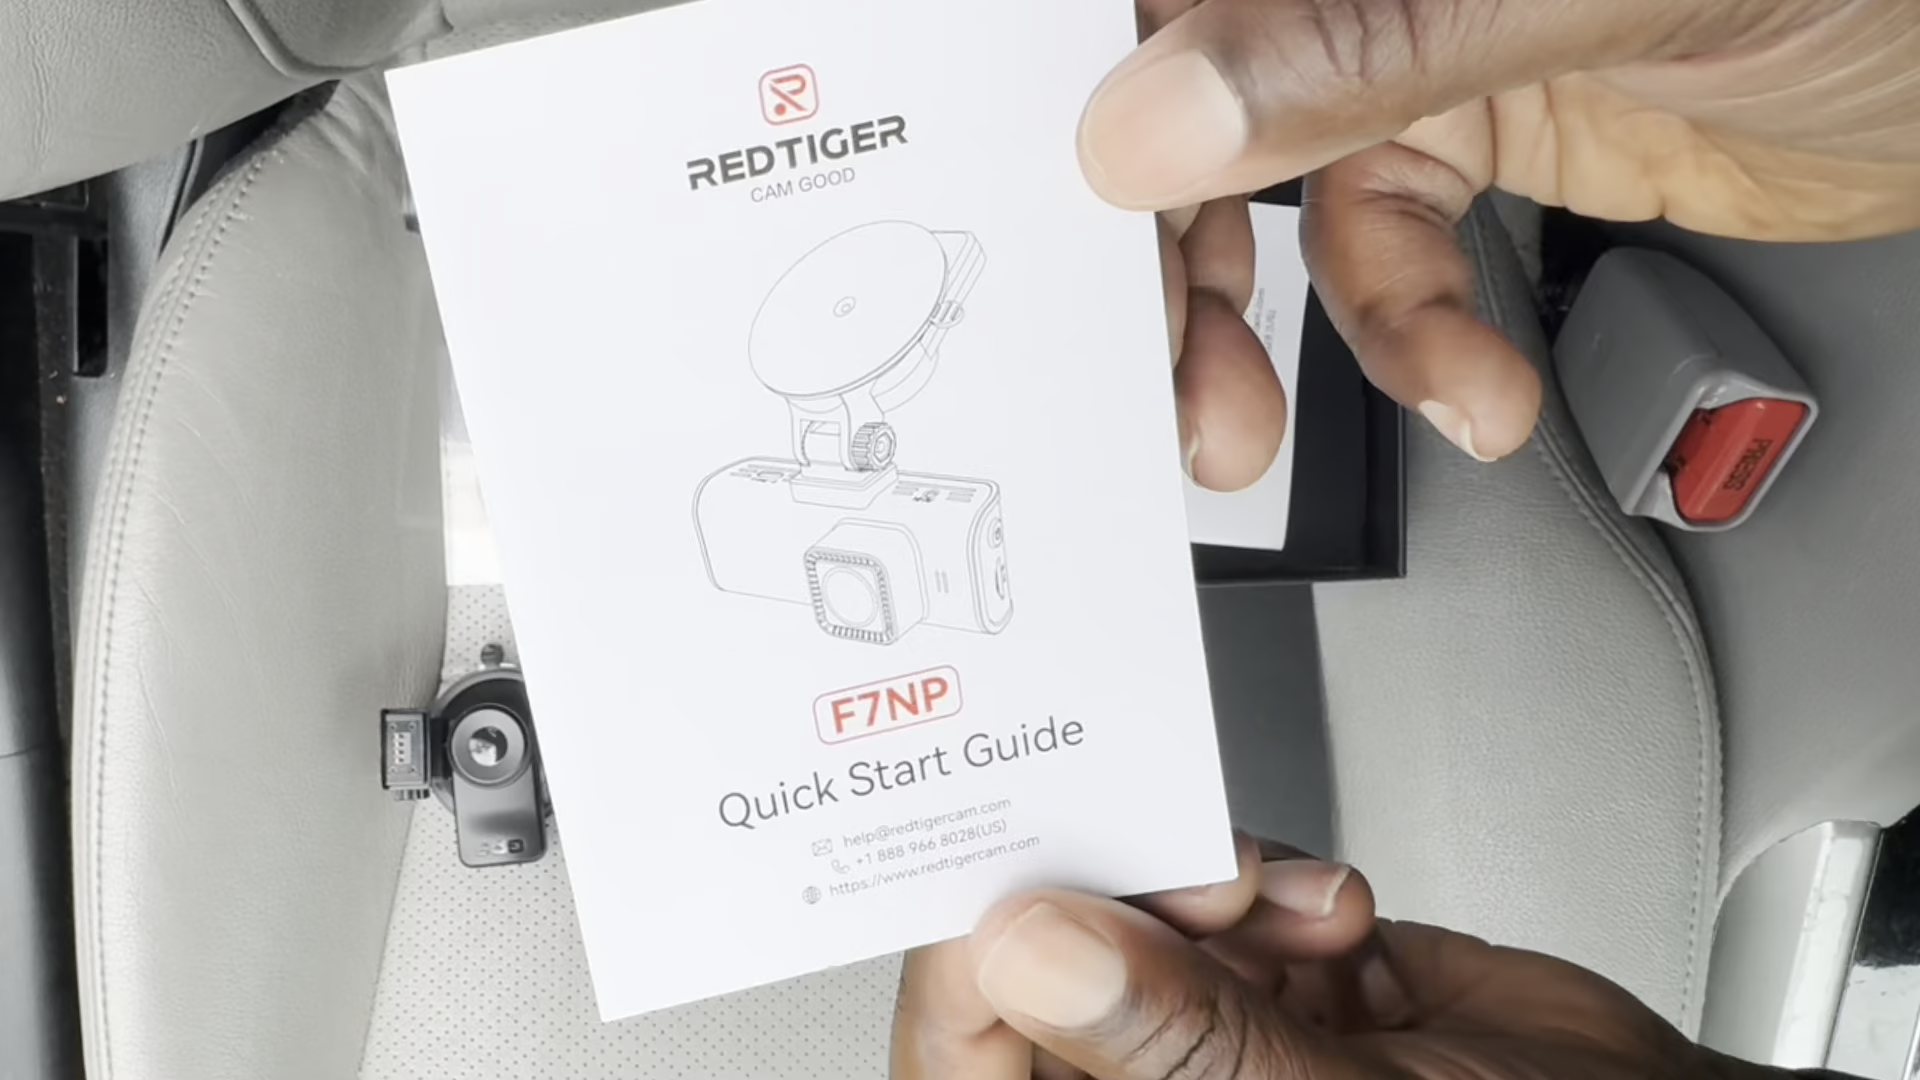 REDTIGER
CAM GOOD
F7NP
Quick Start Guide
help@redtigercam.com
+1 888 966 8028(US)
https://www.redtigercam.com
PRESS